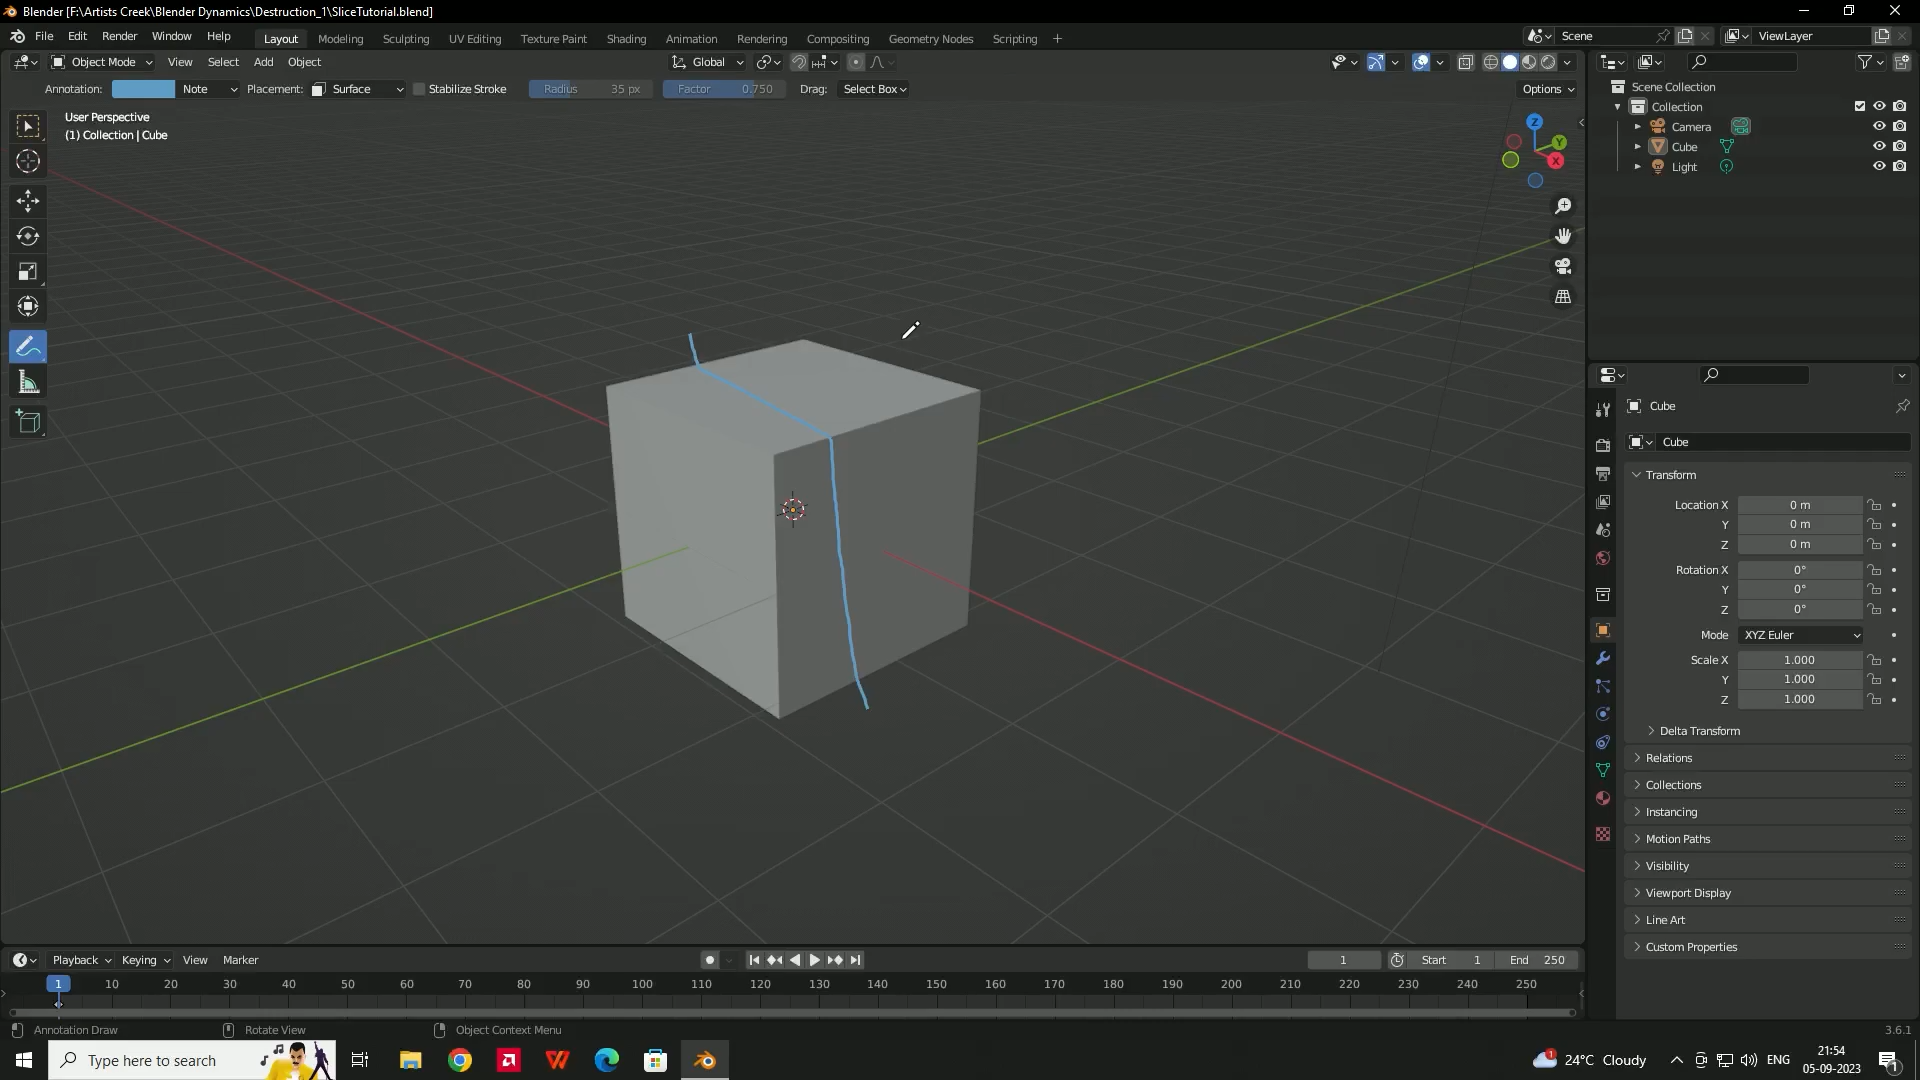 Blender [F:\Artists Creek\Blender Dynamics\Destruction_1\SliceTutorial.blend]
File Edit Render Window Help Layout Modeling Sculpting UV Editing Texture Paint Shading Animation Rendering Compositing Geometry Nodes Scripting + Scene ViewLayer
Object Mode View Select Add Object Global
Annotation: Note Placement: Surface Stabilize Stroke Radius 35 px Factor 0.750 Drag: Select Box Options
User Perspective
(1) Collection | Cube
Z
Y
X
Scene Collection
Collection
Camera
Cube
Light
Cube
Cube
Transform
Location X 0 m
Y 0 m
Z 0 m
Rotation X 0°
Y 0°
Z 0°
Mode XYZ Euler
Scale X 1.000
Y 1.000
Z 1.000
Delta Transform
Relations
Collections
Instancing
Motion Paths
Visibility
Viewport Display
Line Art
Custom Properties
Playback Keying View Marker 1 Start 1 End 250
1 10 20 30 40 50 60 70 80 90 100 110 120 130 140 150 160 170 180 190 200 210 220 230 240 250
Annotation Draw Rotate View Object Context Menu 3.6.1
Type here to search 1 24°C Cloudy ENG 21:54
05-09-2023 1